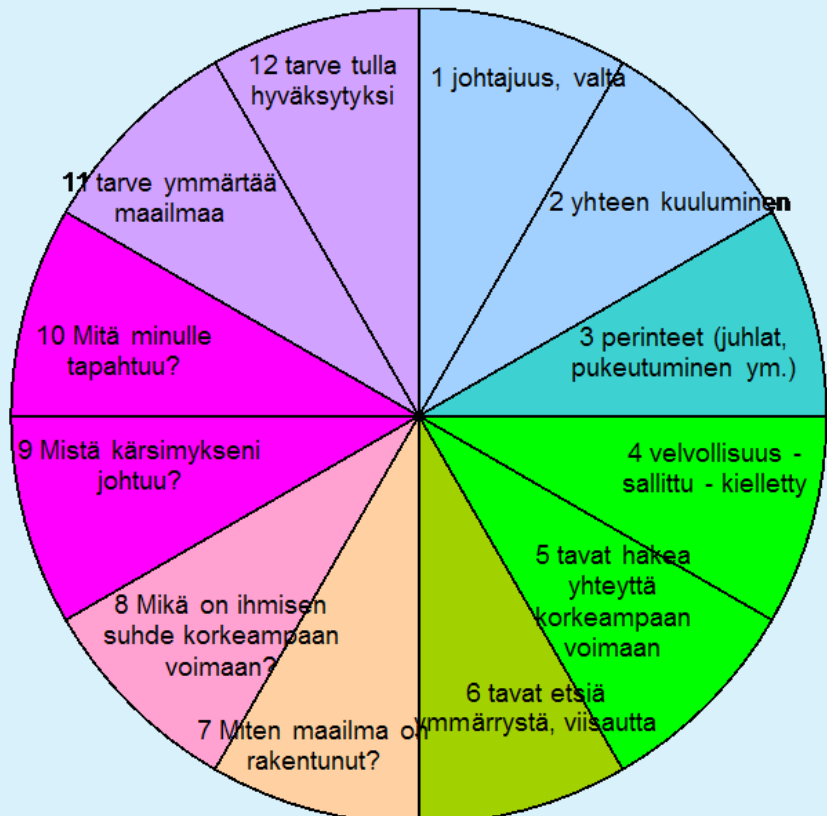 1 johtajuus, valta
2 yhteen kuuluminen
3 perinteet (juhlat,
pukeutuminen ym.)
4 velvollisuus -
sallittu - kielletty
5 tavat hakea
yhteyttä
korkeampaan
voimaan
6 tavat etsiä
ymmärrystä, viisautta
7 Miten maailma on
rakentunut?
8 Mikä on ihmisen
suhde korkeampaan
voimaan?
9 Mistä kärsimykseni
johtuu?
10 Mitä minulle
tapahtuu?
11 tarve ymmärtää
maailmaa
12 tarve tulla
hyväksytyksi